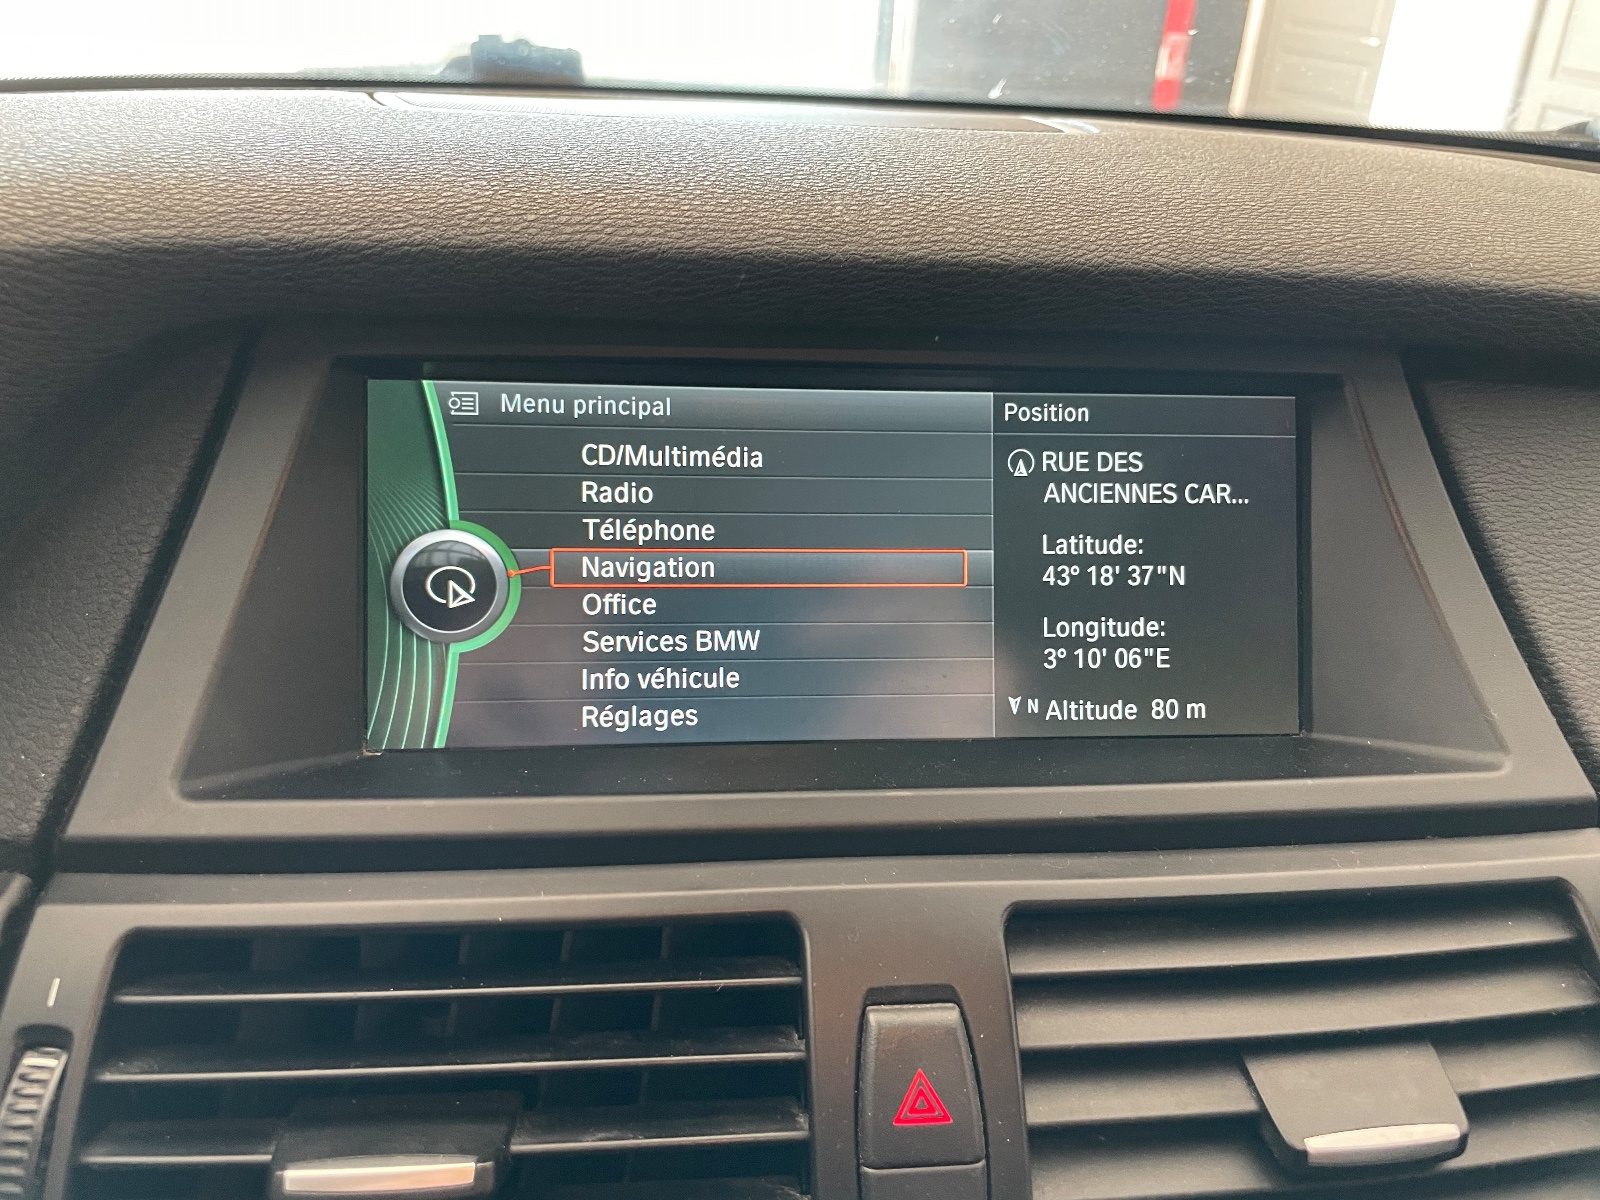 Menu principal
CD/Multimédia
Radio
Téléphone
Navigation
Office
Services BMW
Info véhicule
Réglages
Position
RUE DES
ANCIENNES CAR...
Latitude:
43° 18' 37"N
Longitude:
3° 10' 06"E
N Altitude 80 m